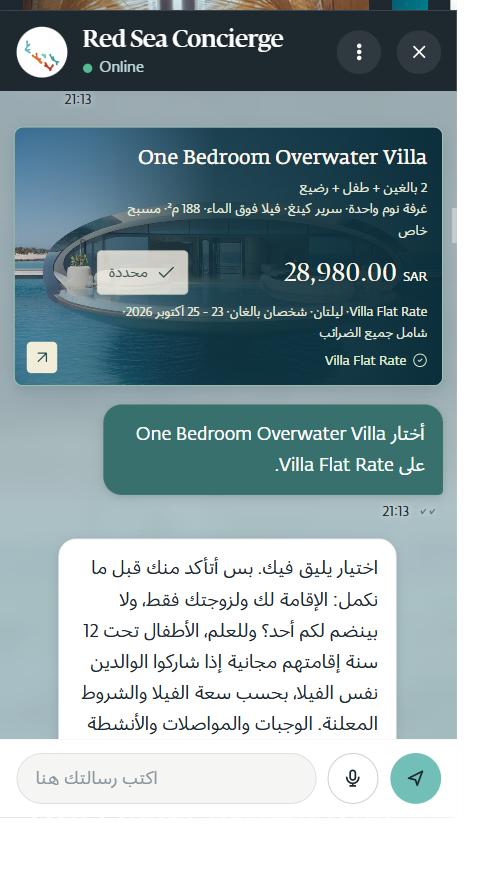 Red Sea Concierge
Online
21:13
One Bedroom Overwater Villa
2 بالغين + طفل + رضيع
غرفة نوم واحدة· سرير كينغ· فيلا فوق الماء· 188 م²· مسبح
خاص
28,980.00 SAR
محددة
Villa Flat Rate· ليلتان· شخصان بالغان· 23 - 25 أكتوبر 2026·
شامل جميع الضرائب
Villa Flat Rate
أختار One Bedroom Overwater Villa
على Villa Flat Rate.
21:13
اختيار يليق فيك. بس أتأكد منك قبل ما
نكمل: الإقامة لك ولزوجتك فقط، ولا
بينضم لكم أحد؟ وللعلم، الأطفال تحت 12
سنة إقامتهم مجانية إذا شاركوا الوالدين
نفس الفيلا، بحسب سعة الفيلا والشروط
المعلنة. الوجبات والمواصلات والأنشطة
اكتب رسالتك هنا